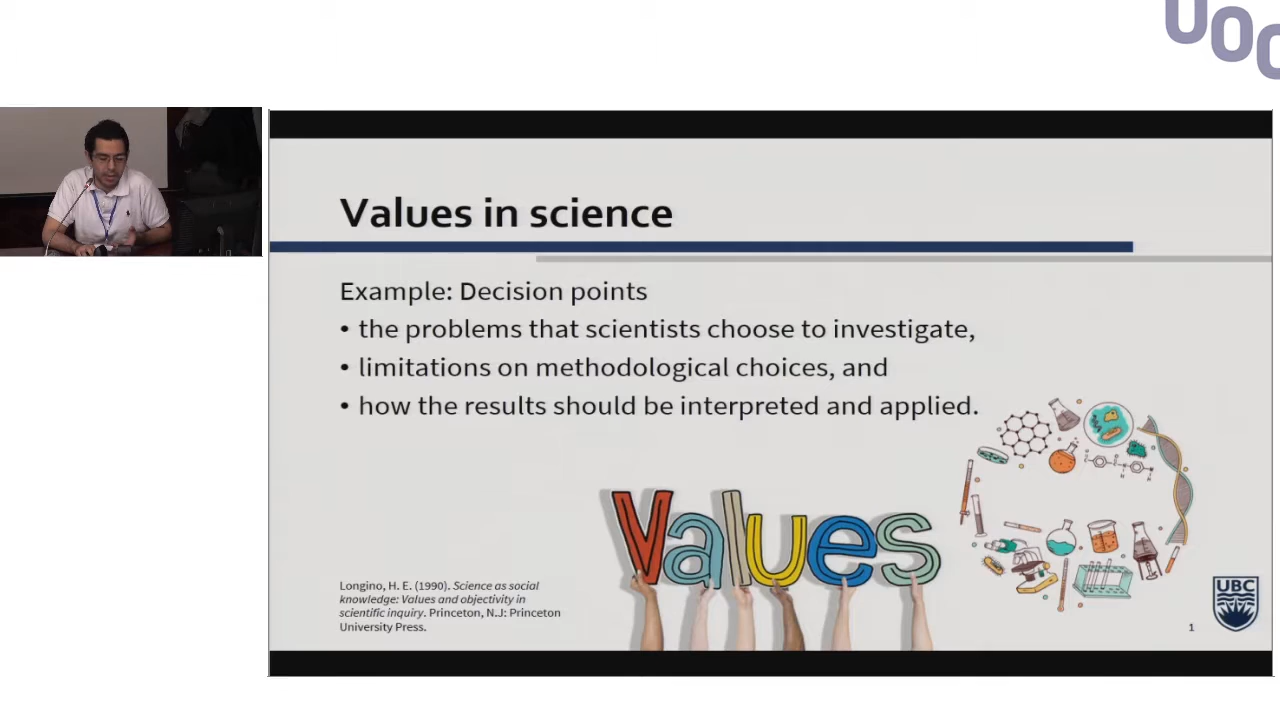 UOC
Values in science
Example: Decision points
• the problems that scientists choose to investigate,
• limitations on methodological choices, and
• how the results should be interpreted and applied.
Values
Longino, H. E. (1990). Science as social
knowledge: Values and objectivity in
scientific inquiry. Princeton, N.J: Princeton
University Press.
1
UBC